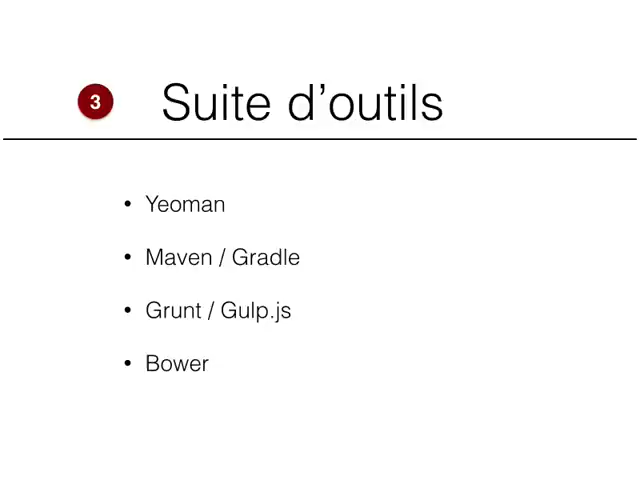 3 Suite d’outils
• Yeoman
• Maven / Gradle
• Grunt / Gulp.js
• Bower